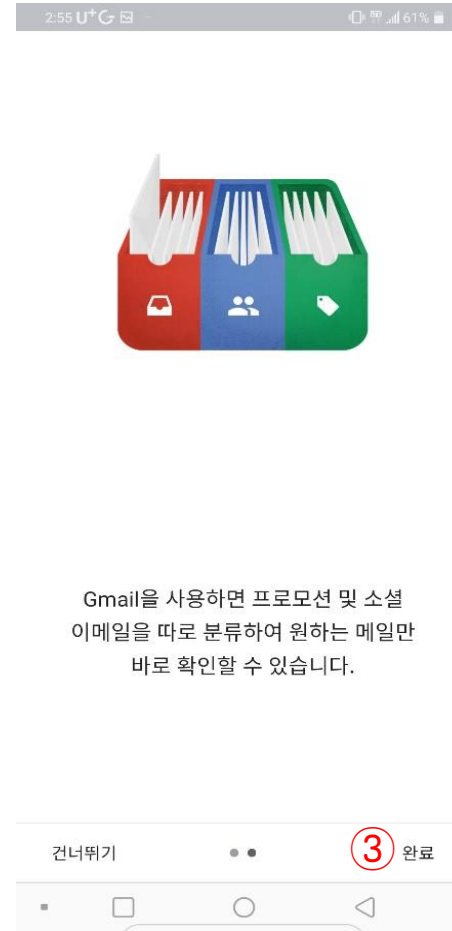 2:55 U+G
61%
Gmail을 사용하면 프로모션 및 소셜
이메일을 따로 분류하여 원하는 메일만
바로 확인할 수 있습니다.
건너뛰기
③ 완료